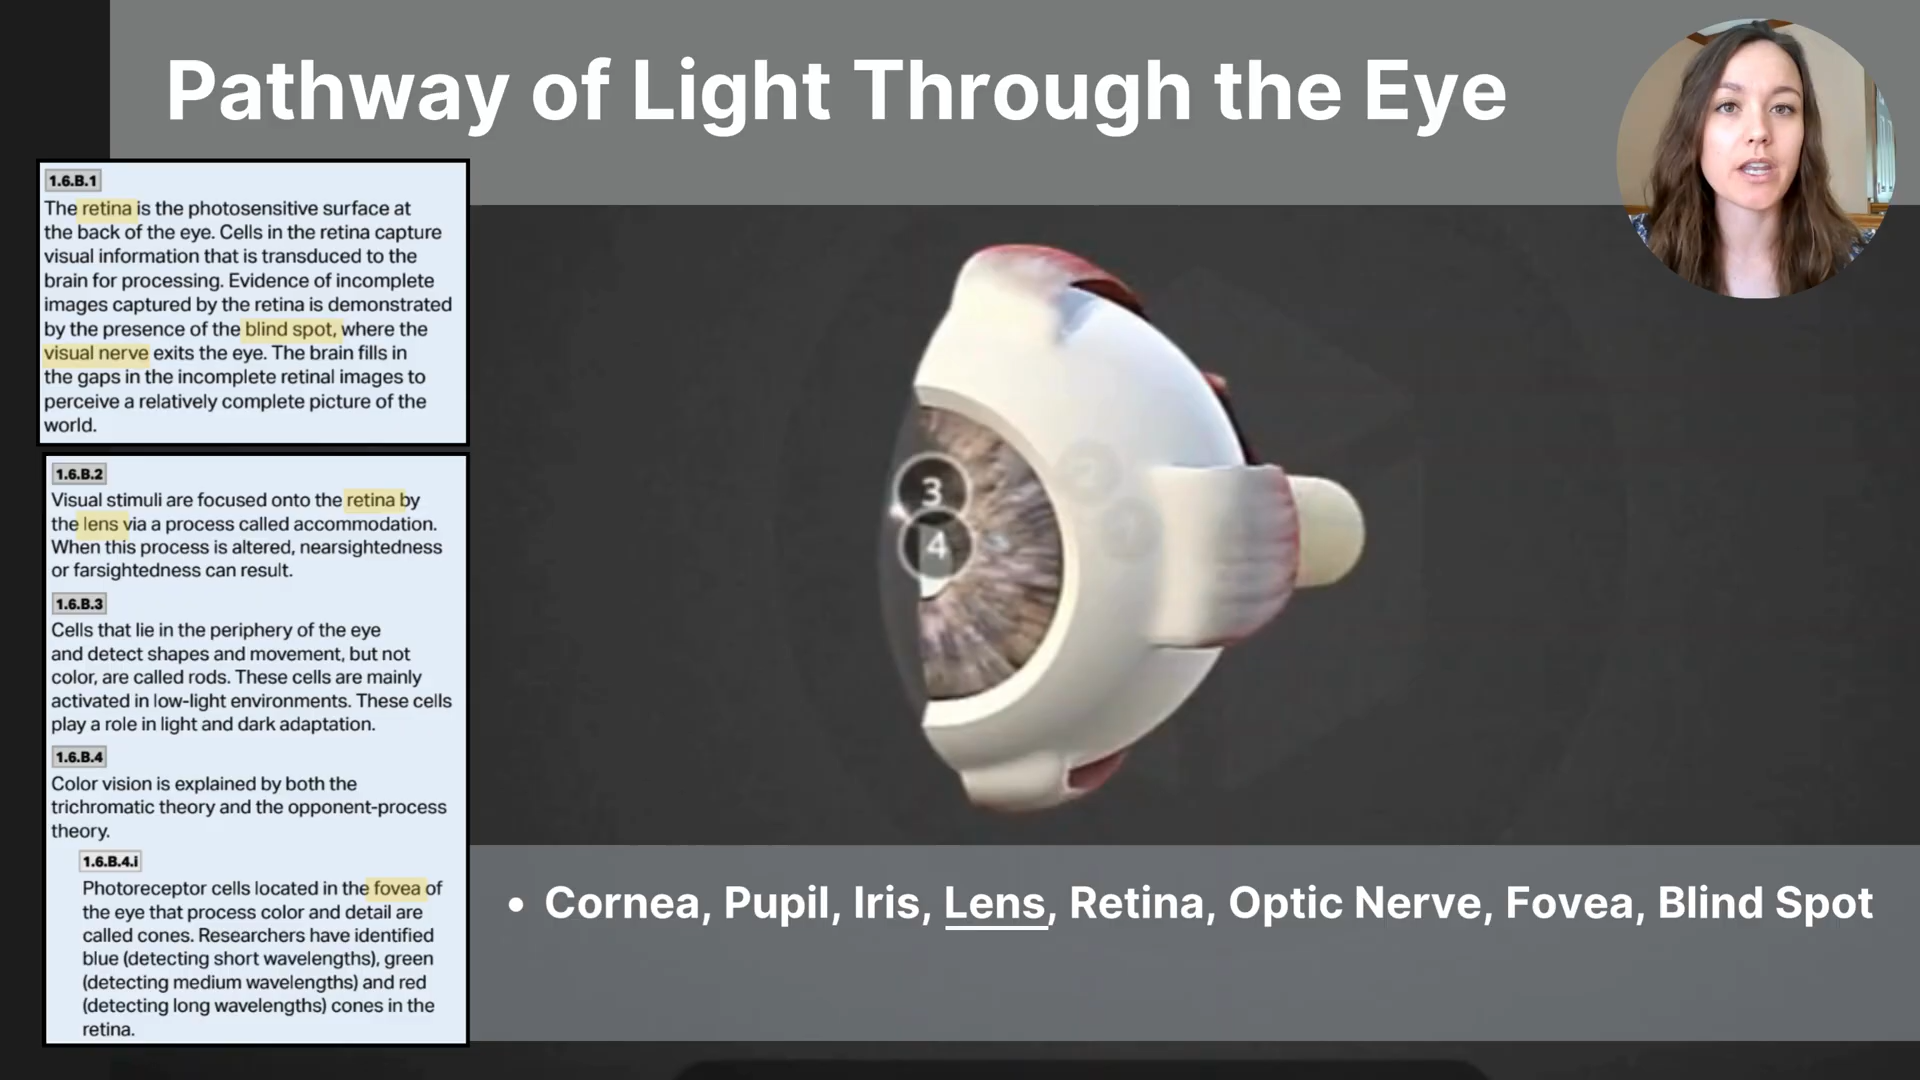 Pathway of Light Through the Eye
1.6.B.1
The retina is the photosensitive surface at
the back of the eye. Cells in the retina capture
visual information that is transduced to the
brain for processing. Evidence of incomplete
images captured by the retina is demonstrated
by the presence of the blind spot, where the
visual nerve exits the eye. The brain fills in
the gaps in the incomplete retinal images to
perceive a relatively complete picture of the
world.
1.6.B.2
Visual stimuli are focused onto the retina by
the lens via a process called accommodation.
When this process is altered, nearsightedness
or farsightedness can result.
1.6.B.3
Cells that lie in the periphery of the eye
and detect shapes and movement, but not
color, are called rods. These cells are mainly
activated in low-light environments. These cells
play a role in light and dark adaptation.
1.6.B.4
Color vision is explained by both the
trichromatic theory and the opponent-process
theory.
1.6.B.4.i
Photoreceptor cells located in the fovea of
the eye that process color and detail are
called cones. Researchers have identified
blue (detecting short wavelengths), green
(detecting medium wavelengths) and red
(detecting long wavelengths) cones in the
retina.
3
4
2
1
• Cornea, Pupil, Iris, Lens, Retina, Optic Nerve, Fovea, Blind Spot